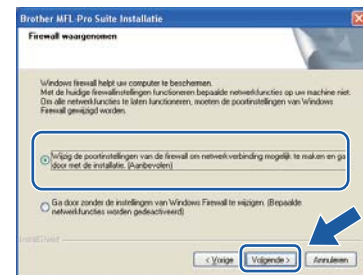 Brother MFL-Pro Suite Installatie
Firewall waargenomen
Windows firewall helpt uw computer te beschermen.
Met de huidige firewallinstellingen functioneren bepaalde netwerkfuncties op uw machine niet.
Om alle netwerkfuncties te laten functioneren, moeten de poortinstellingen van Windows
Firewall gewijzigd worden.
Wijzig de poortinstellingen van de firewall om netwerkverbinding mogelijk te maken en ga
door met de installatie. (Aanbevolen)
Ga door zonder de instellingen van Windows Firewall te wijzigen. (Bepaalde
netwerkfuncties worden gedeactiveerd)
InstallShield
< Vorige
Volgende >
Annuleren